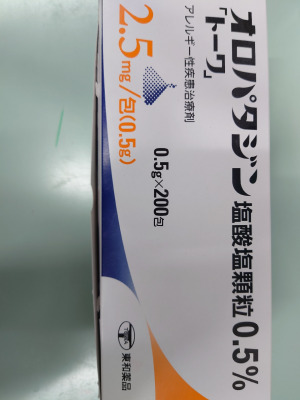 オロパタジン塩酸塩顆粒0.5%
「トーワ」
アレルギー性疾患治療剤
2.5mg/包(0.5g)
0.5g×200包
東和薬品